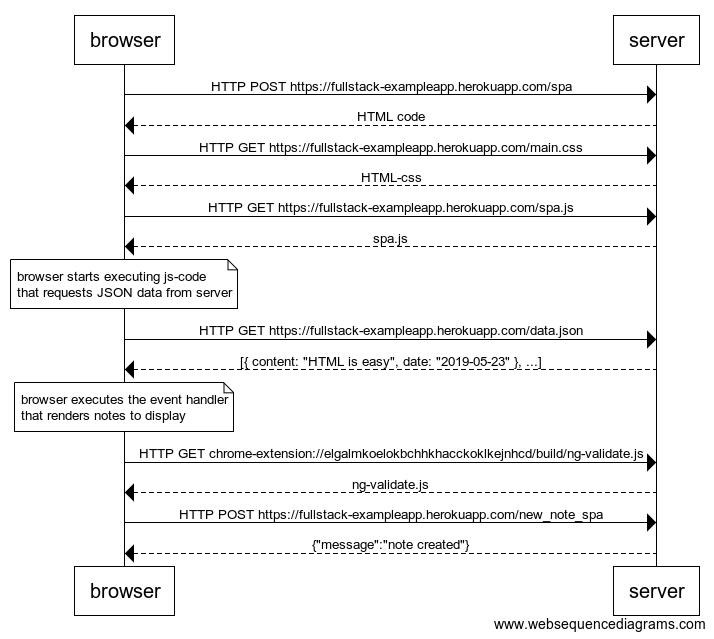 browser server
HTTP POST https://fullstack-exampleapp.herokuapp.com/spa
HTML code
HTTP GET https://fullstack-exampleapp.herokuapp.com/main.css
HTML-css
HTTP GET https://fullstack-exampleapp.herokuapp.com/spa.js
spa.js
browser starts executing js-code
that requests JSON data from server
HTTP GET https://fullstack-exampleapp.herokuapp.com/data.json
[{ content: "HTML is easy", date: "2019-05-23" }, ...]
browser executes the event handler
that renders notes to display
HTTP GET chrome-extension://elgalmkoelokbchhkhacckoklkejnhcd/build/ng-validate.js
ng-validate.js
HTTP POST https://fullstack-exampleapp.herokuapp.com/new_note_spa
{"message":"note created"}
browser server
www.websequencediagrams.com